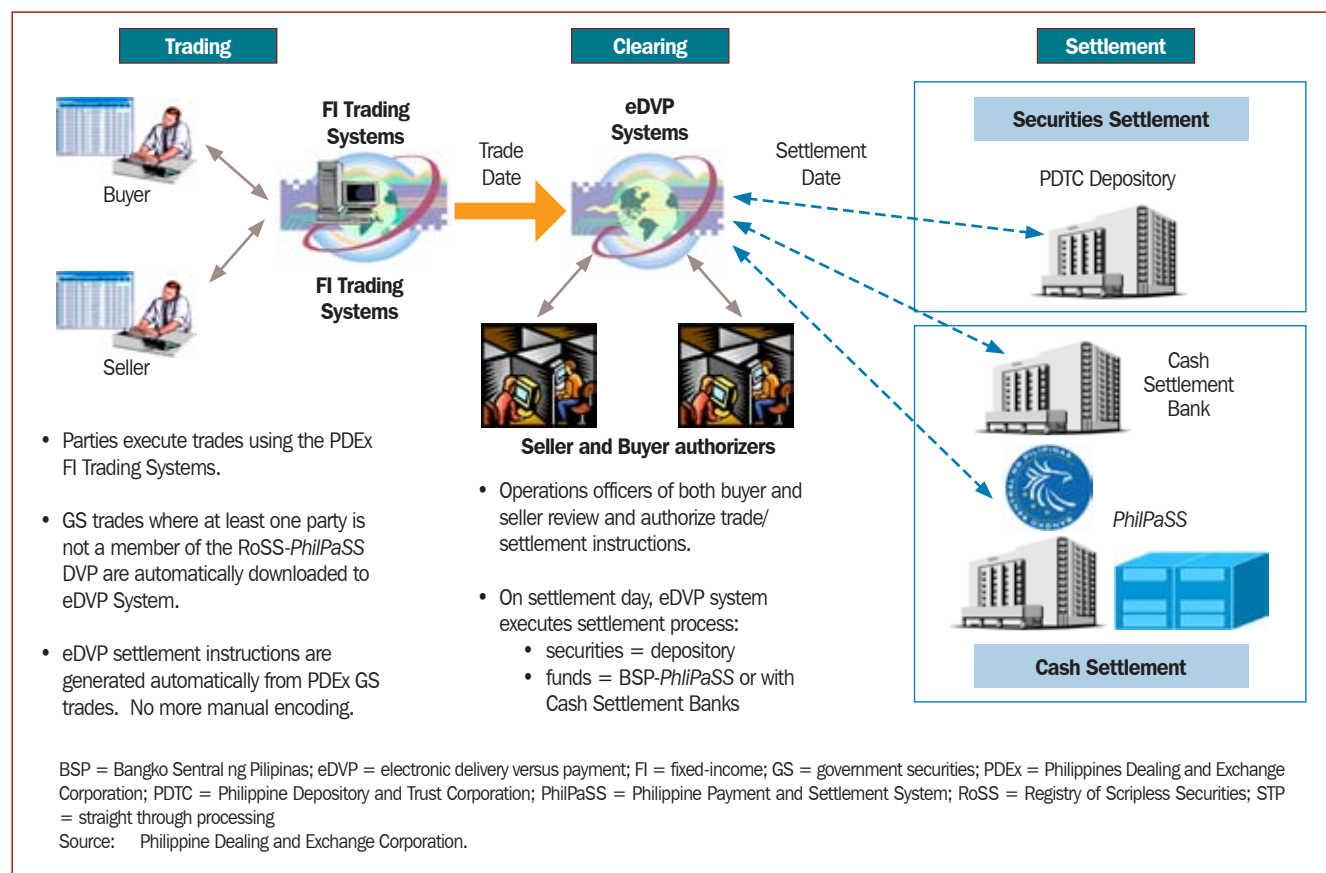 Trading
Clearing
Settlement
Buyer
Seller
FI Trading
Systems
FI Trading
Systems
Trade
Date
eDVP
Systems
Settlement
Date
Securities Settlement
PDTC Depository
Cash
Settlement
Bank
BANGKO SENTRAL NG PILIPINAS
PhilPaSS
Cash Settlement
• Parties execute trades using the PDEx
FI Trading Systems.
• GS trades where at least one party is
not a member of the RoSS-PhilPaSS
DVP are automatically downloaded to
eDVP System.
• eDVP settlement instructions are
generated automatically from PDEx GS
trades. No more manual encoding.
Seller and Buyer authorizers
• Operations officers of both buyer and
seller review and authorize trade/
settlement instructions.
• On settlement day, eDVP system
executes settlement process:
• securities = depository
• funds = BSP-PhliPaSS or with
Cash Settlement Banks
BSP = Bangko Sentral ng Pilipinas; eDVP = electronic delivery versus payment; FI = fixed-income; GS = government securities; PDEx = Philippines Dealing and Exchange
Corporation; PDTC = Philippine Depository and Trust Corporation; PhilPaSS = Philippine Payment and Settlement System; RoSS = Registry of Scripless Securities; STP
= straight through processing
Source: Philippine Dealing and Exchange Corporation.